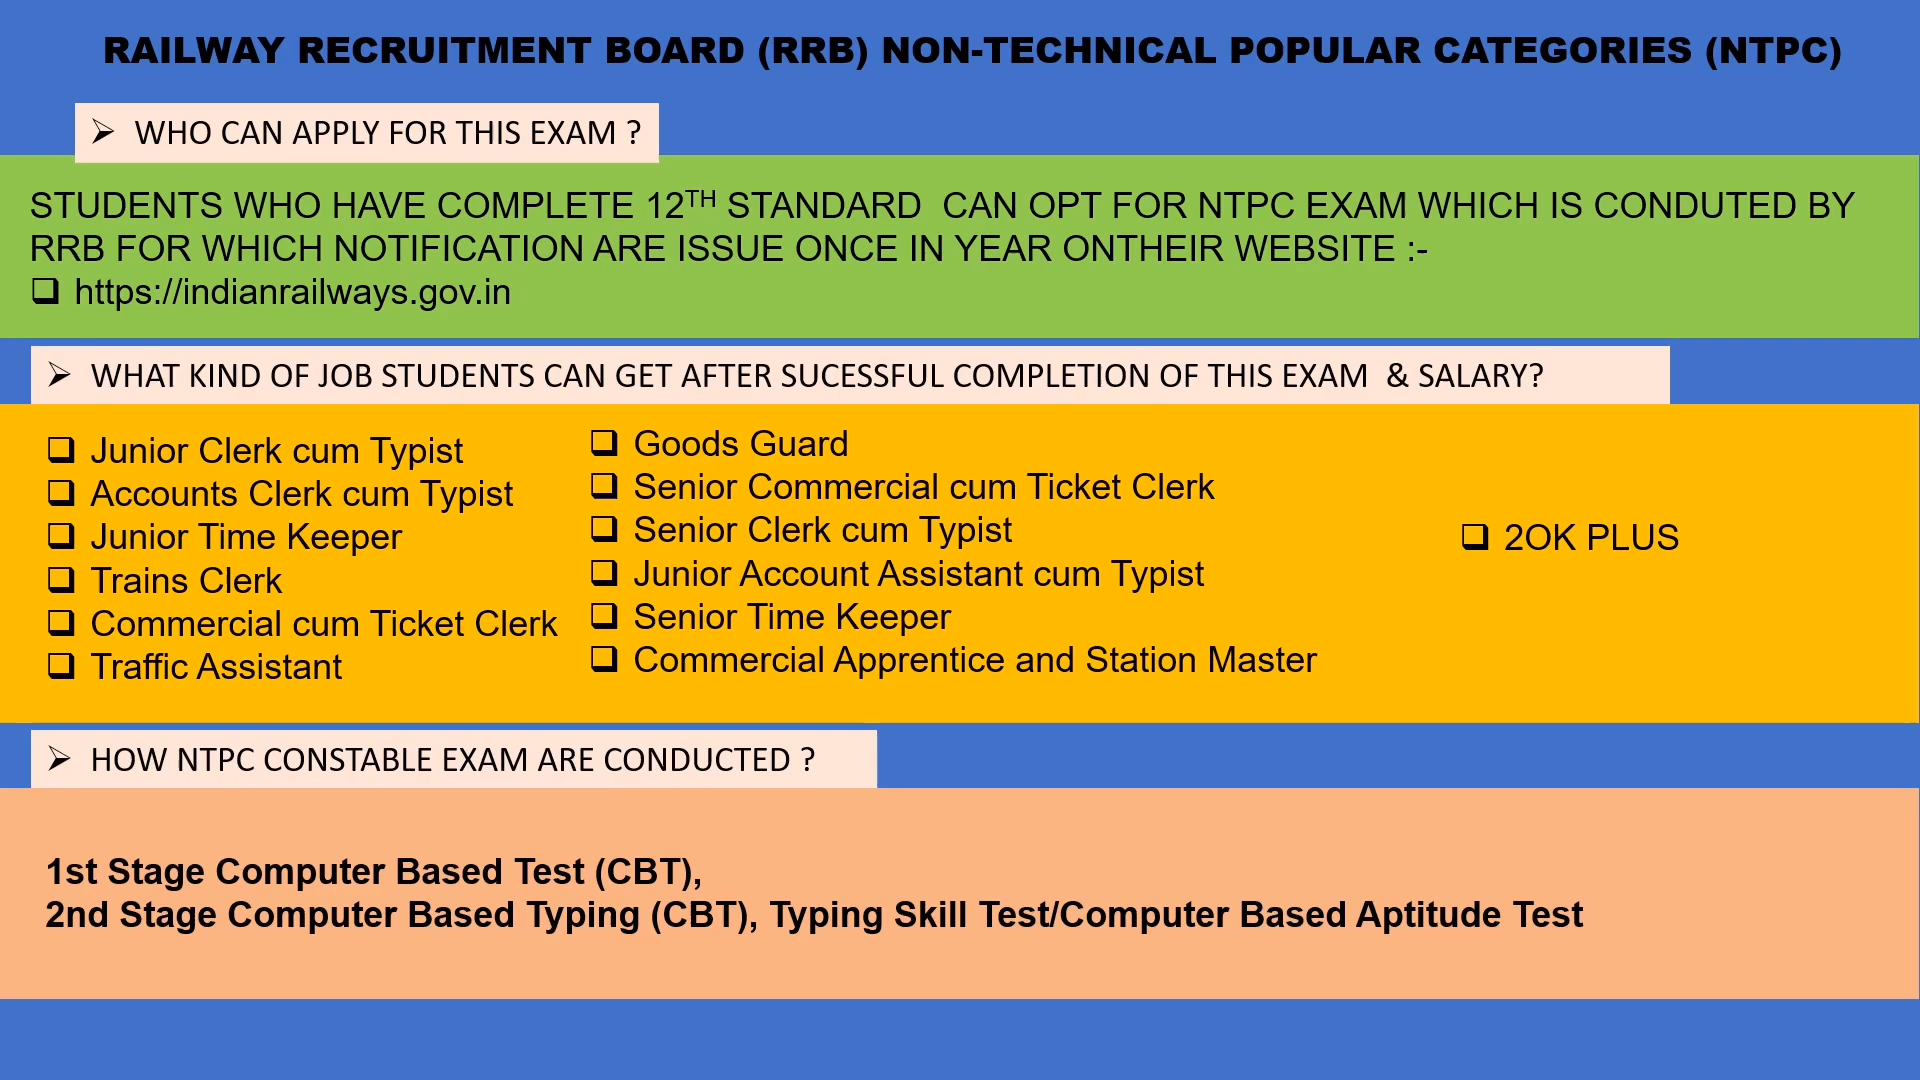 RAILWAY RECRUITMENT BOARD (RRB) NON-TECHNICAL POPULAR CATEGORIES (NTPC)
WHO CAN APPLY FOR THIS EXAM ?
STUDENTS WHO HAVE COMPLETE 12TH STANDARD CAN OPT FOR NTPC EXAM WHICH IS CONDUTED BY
RRB FOR WHICH NOTIFICATION ARE ISSUE ONCE IN YEAR ONTHEIR WEBSITE :-
https://indianrailways.gov.in
WHAT KIND OF JOB STUDENTS CAN GET AFTER SUCESSFUL COMPLETION OF THIS EXAM & SALARY?
Junior Clerk cum Typist
Accounts Clerk cum Typist
Junior Time Keeper
Trains Clerk
Commercial cum Ticket Clerk
Traffic Assistant
Goods Guard
Senior Commercial cum Ticket Clerk
Senior Clerk cum Typist
Junior Account Assistant cum Typist
Senior Time Keeper
Commercial Apprentice and Station Master
2OK PLUS
HOW NTPC CONSTABLE EXAM ARE CONDUCTED ?
1st Stage Computer Based Test (CBT),
2nd Stage Computer Based Typing (CBT), Typing Skill Test/Computer Based Aptitude Test